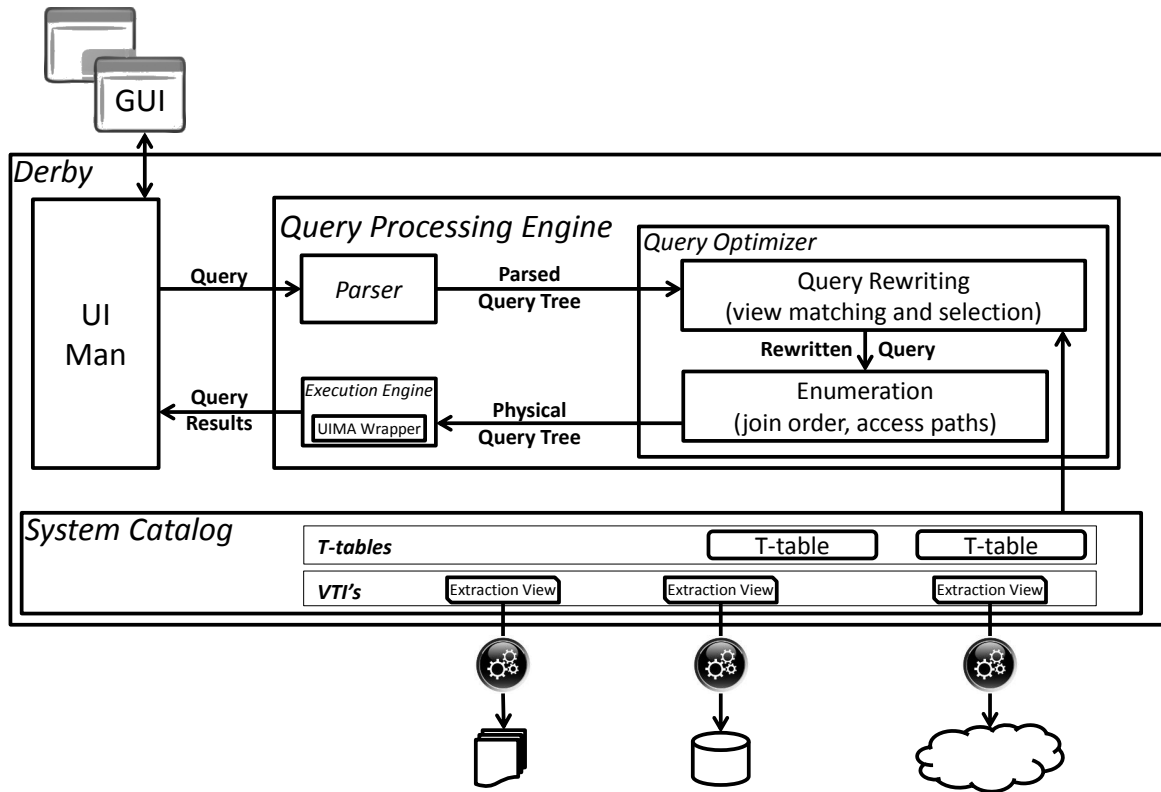 GUI
Derby
UI
Man
Query Processing Engine
Query Optimizer
Query
Parser
Parsed
Query Tree
Query Rewriting
(view matching and selection)
Rewritten Query
Enumeration
(join order, access paths)
Physical
Query Tree
Execution Engine
UIMA Wrapper
Query
Results
System Catalog
T-tables
T-table
T-table
VTI's
Extraction View
Extraction View
Extraction View